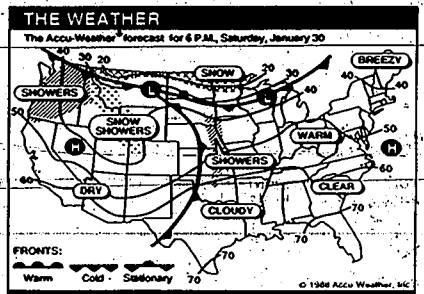 THE WEATHER
The Accu-Weather forecast for 6 P.M., Saturday, January 30
40 30 20 SNOW 20 30 BREEZY
SHOWERS L L 40 40 40
50 SNOW SHOWERS WARM 50
H SHOWERS H
60 60
DRY CLEAR
CLOUDY 70
70 70 70
FRONTS:
Warm Cold Stationary
© 1988 Accu Weather, Inc